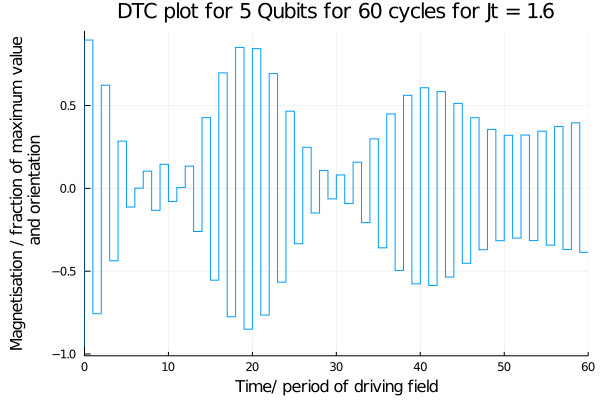 DTC plot for 5 Qubits for 60 cycles for Jt = 1.6
Magnetisation / fraction of maximum value
and orientation
0.5
0.0
−0.5
−1.0
0 10 20 30 40 50 60
Time/ period of driving field